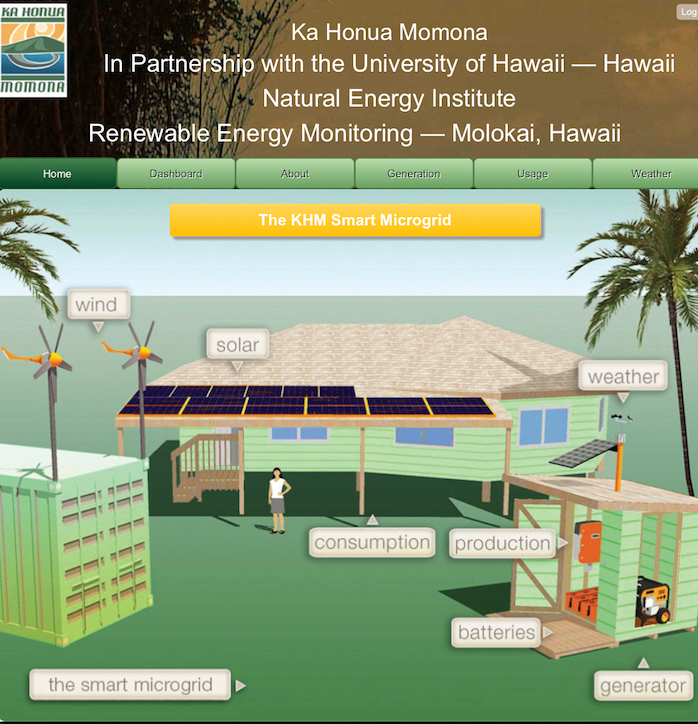 KA HONUA
MOMONA
Log
Ka Honua Momona
In Partnership with the University of Hawaii — Hawaii
Natural Energy Institute
Renewable Energy Monitoring — Molokai, Hawaii
Home Dashboard About Generation Usage Weather
The KHM Smart Microgrid
wind
solar
weather
consumption
production
batteries
the smart microgrid
generator